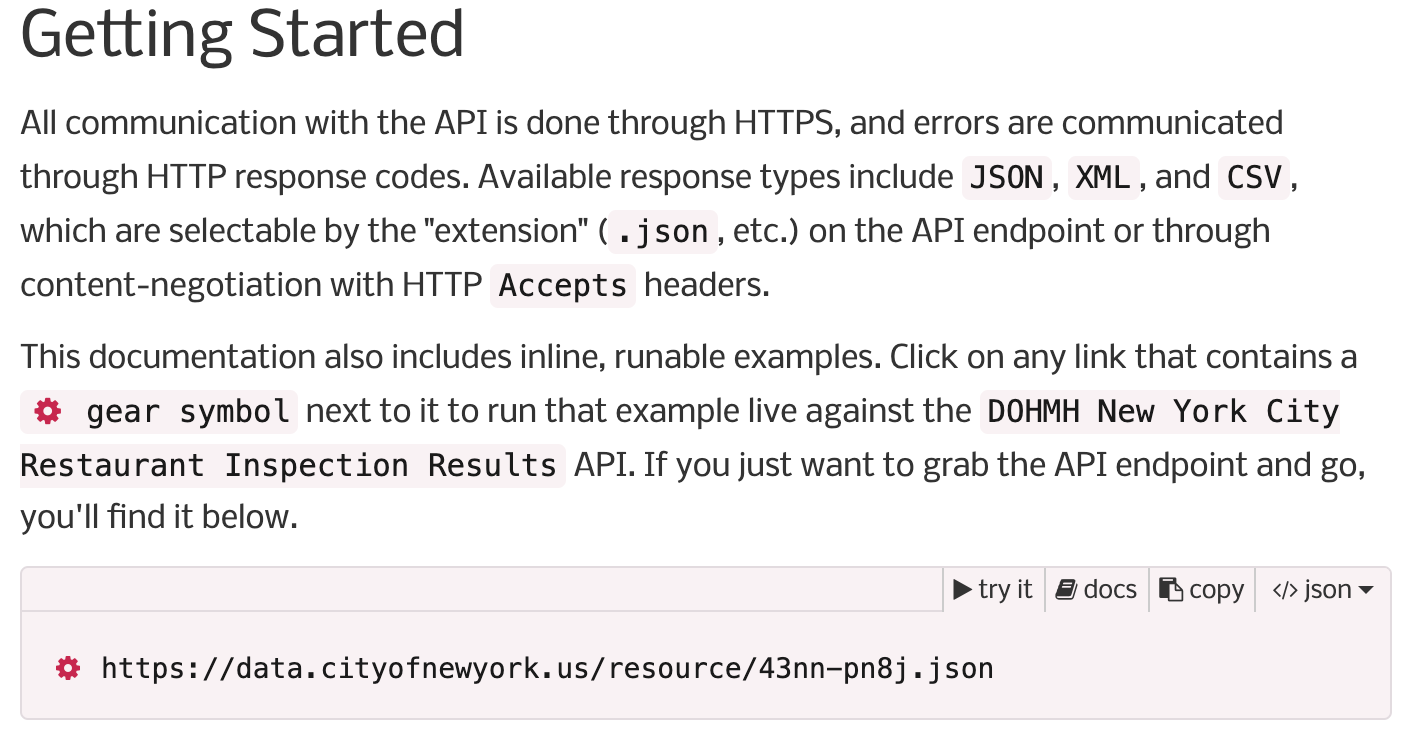 Getting Started
All communication with the API is done through HTTPS, and errors are communicated
through HTTP response codes. Available response types include JSON, XML, and CSV,
which are selectable by the "extension" (.json, etc.) on the API endpoint or through
content-negotiation with HTTP Accepts headers.
This documentation also includes inline, runable examples. Click on any link that contains a
gear symbol next to it to run that example live against the DOHMH New York City
Restaurant Inspection Results API. If you just want to grab the API endpoint and go,
you'll find it below.
try it docs copy </> json
https://data.cityofnewyork.us/resource/43nn-pn8j.json